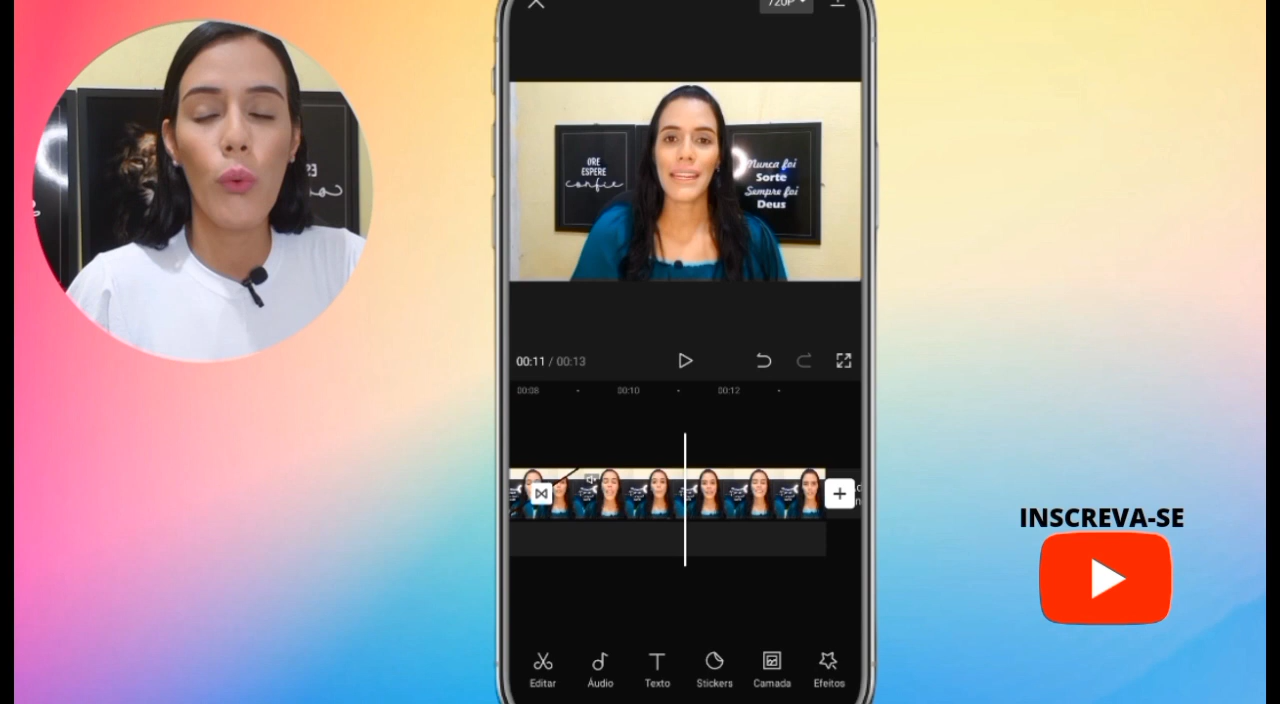 720P
ORE
ESPERE
confie
Nunca foi
Sorte
Sempre foi
Deus
00:11 / 00:13
00:08
00:10
00:12
INSCREVA-SE
Editar
Áudio
Texto
Stickers
Camada
Efeitos